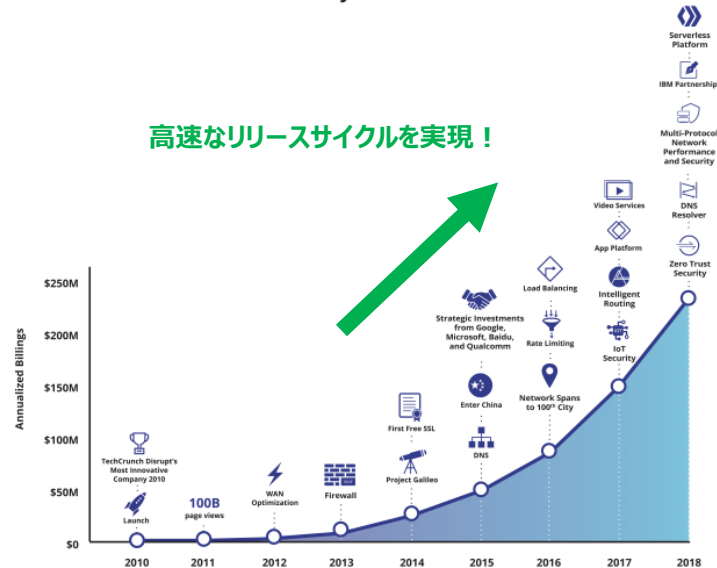 高速なリリースサイクルを実現！
Serverless
Platform
IBM Partnership
Multi-Protocol
Network
Performance
and Security
DNS
Resolver
Zero Trust
Security
Video Services
App Platform
Intelligent
Routing
IoT
Security
Load Balancing
Rate Limiting
Network Spans
to 100th City
Strategic Investments
from Google,
Microsoft, Baidu,
and Qualcomm
Enter China
DNS
First Free SSL
Project Galileo
Firewall
WAN
Optimization
100B
page views
TechCrunch Disrupt's
Most Innovative
Company 2010
Launch
Annualized Billings
$250M
$200M
$150M
$100M
$50M
$0
2010 2011 2012 2013 2014 2015 2016 2017 2018